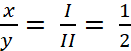 x/y = I/II = 1/2